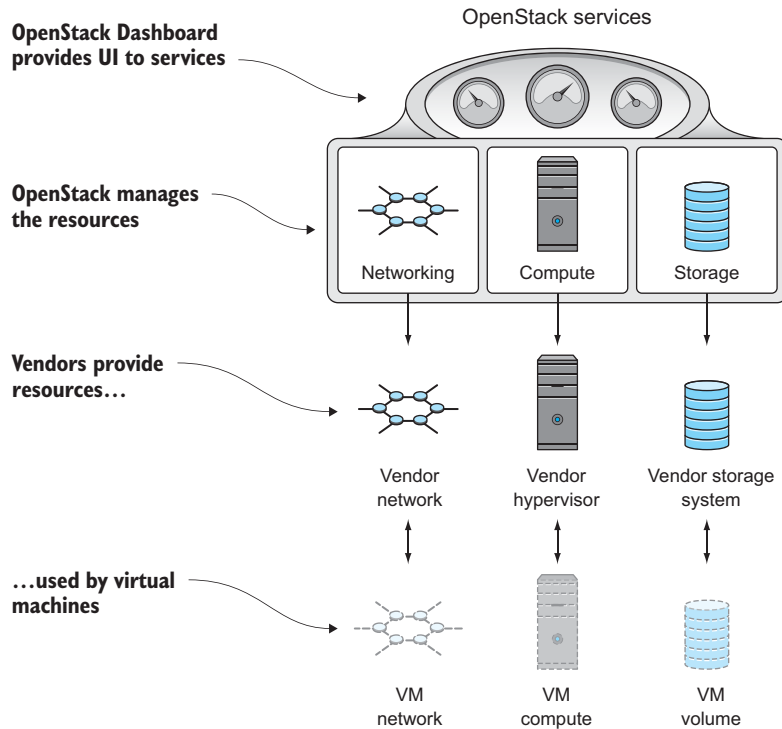 OpenStack services
OpenStack Dashboard
provides UI to services
OpenStack manages
the resources
Networking
Compute
Storage
Vendors provide
resources…
Vendor
network
Vendor
hypervisor
Vendor storage
system
…used by virtual
machines
VM
network
VM
compute
VM
volume